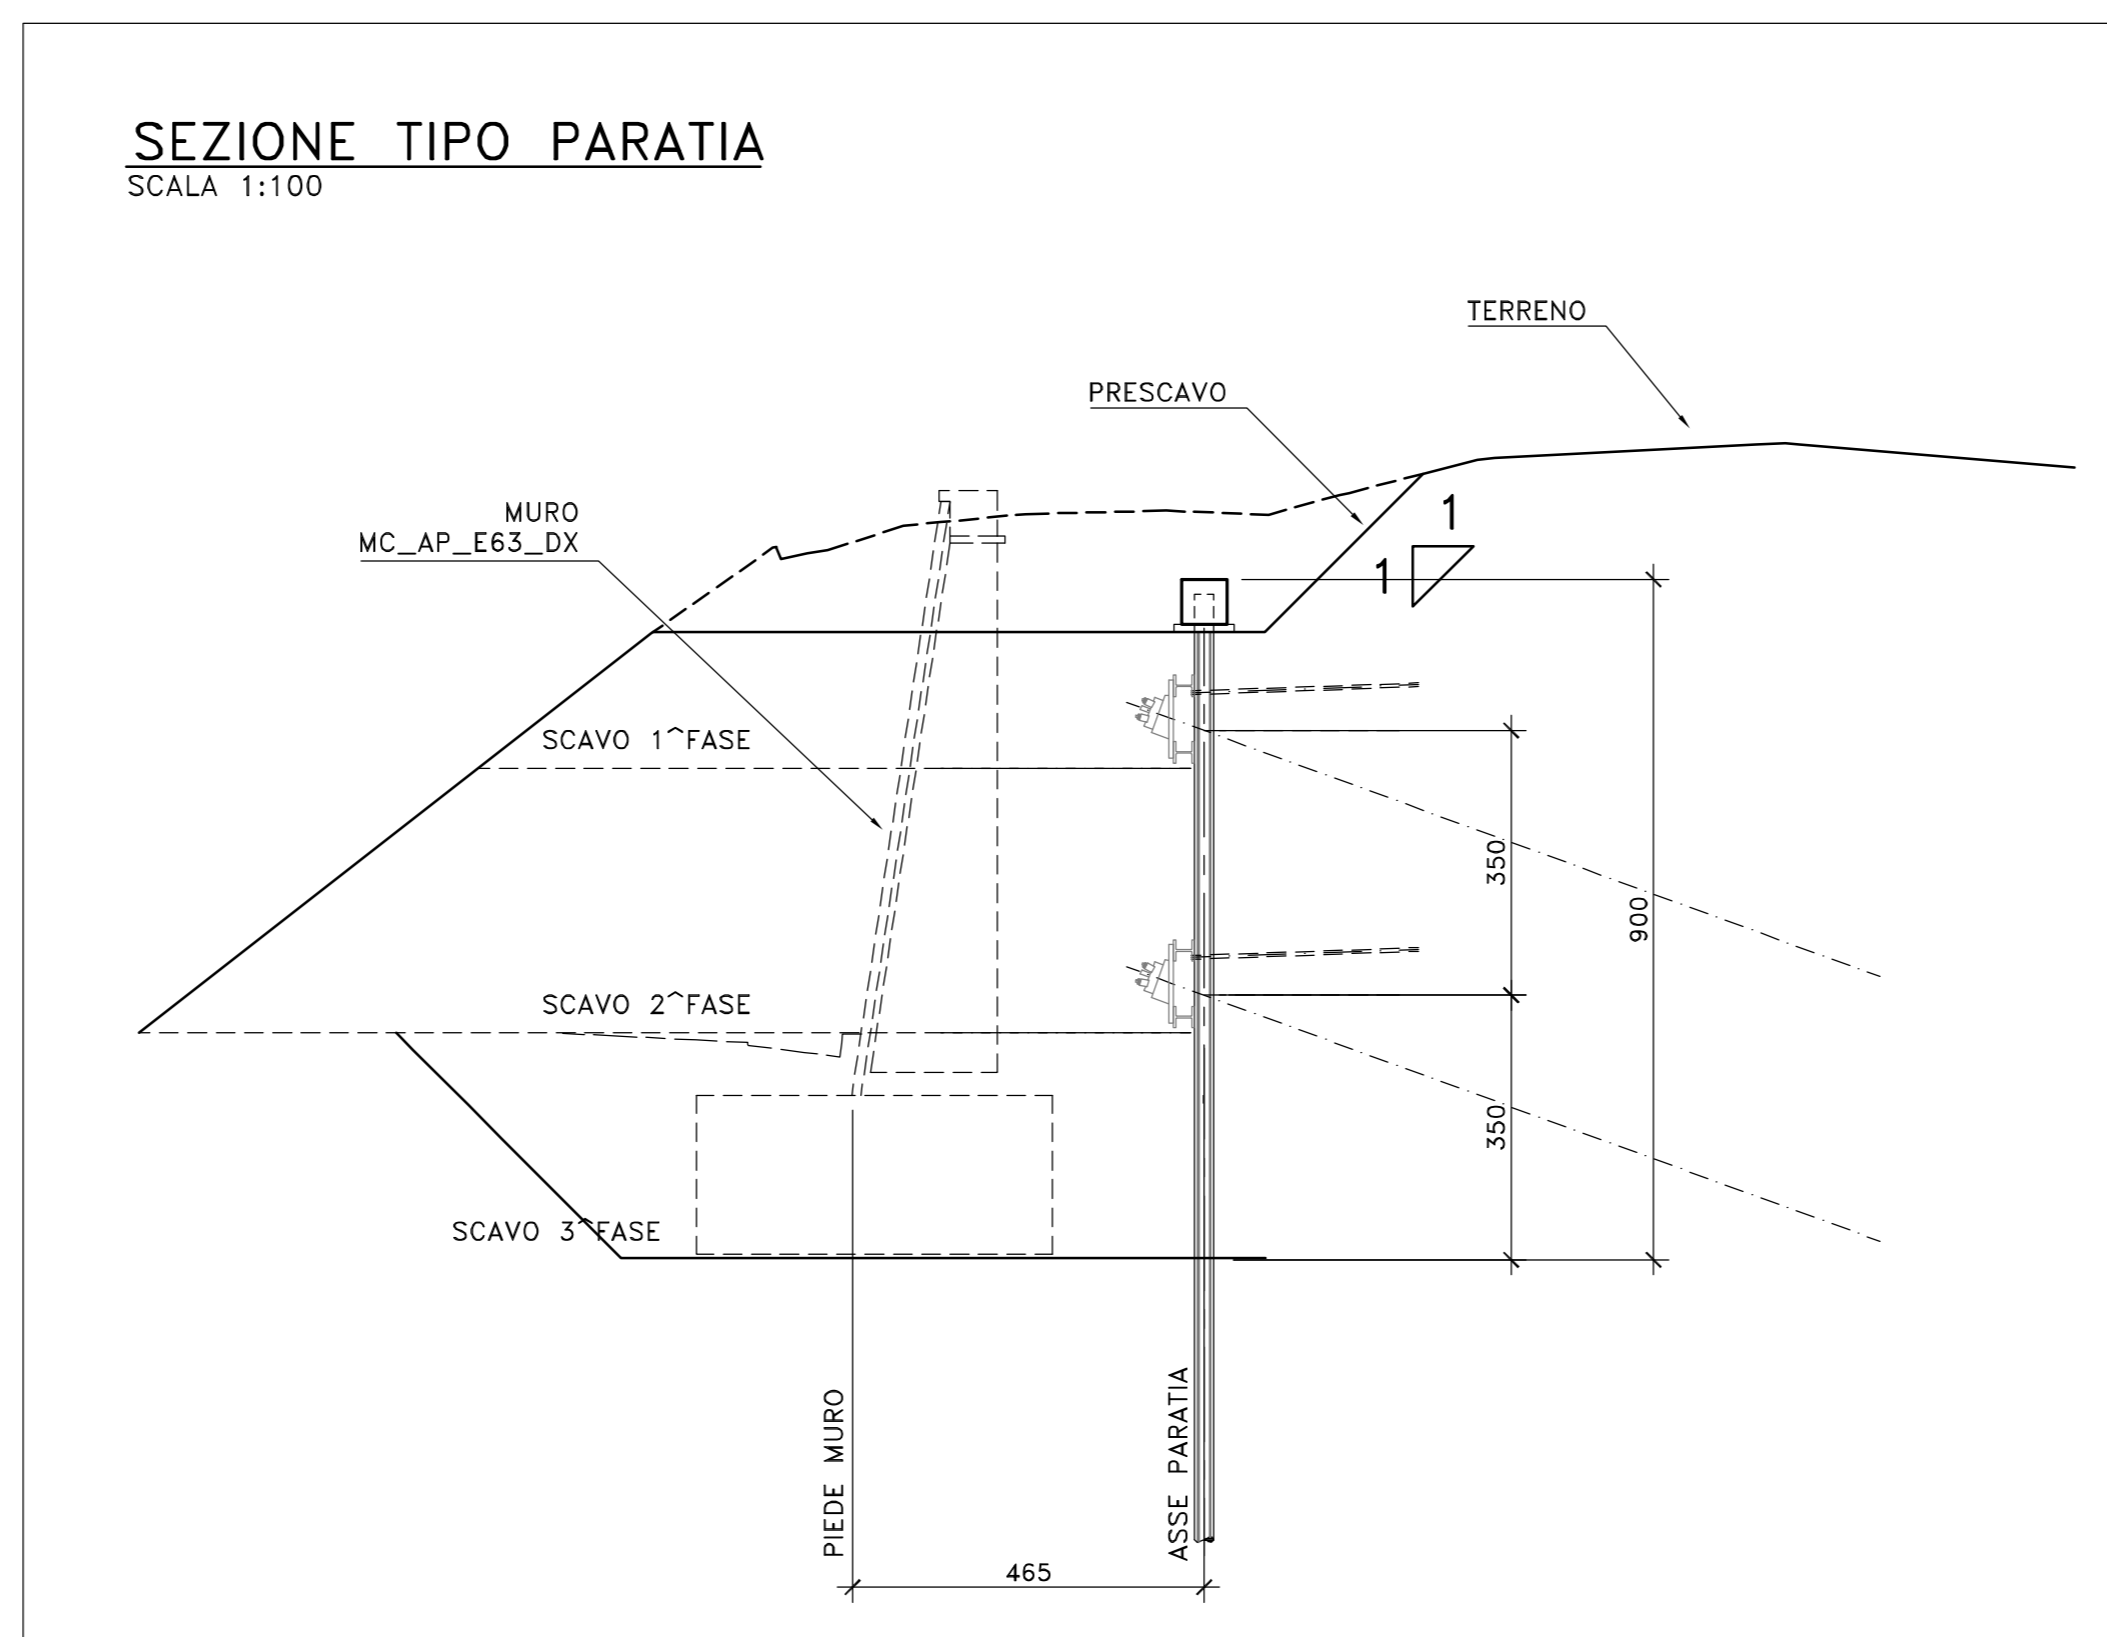 SEZIONE TIPO PARATIA
SCALA 1:100
TERRENO
PRESCAVO
MURO
MC_AP_E63_DX
1
1
SCAVO 1^FASE
350
900
SCAVO 2^FASE
350
SCAVO 3^FASE
PIEDE MURO
ASSE PARATIA
465